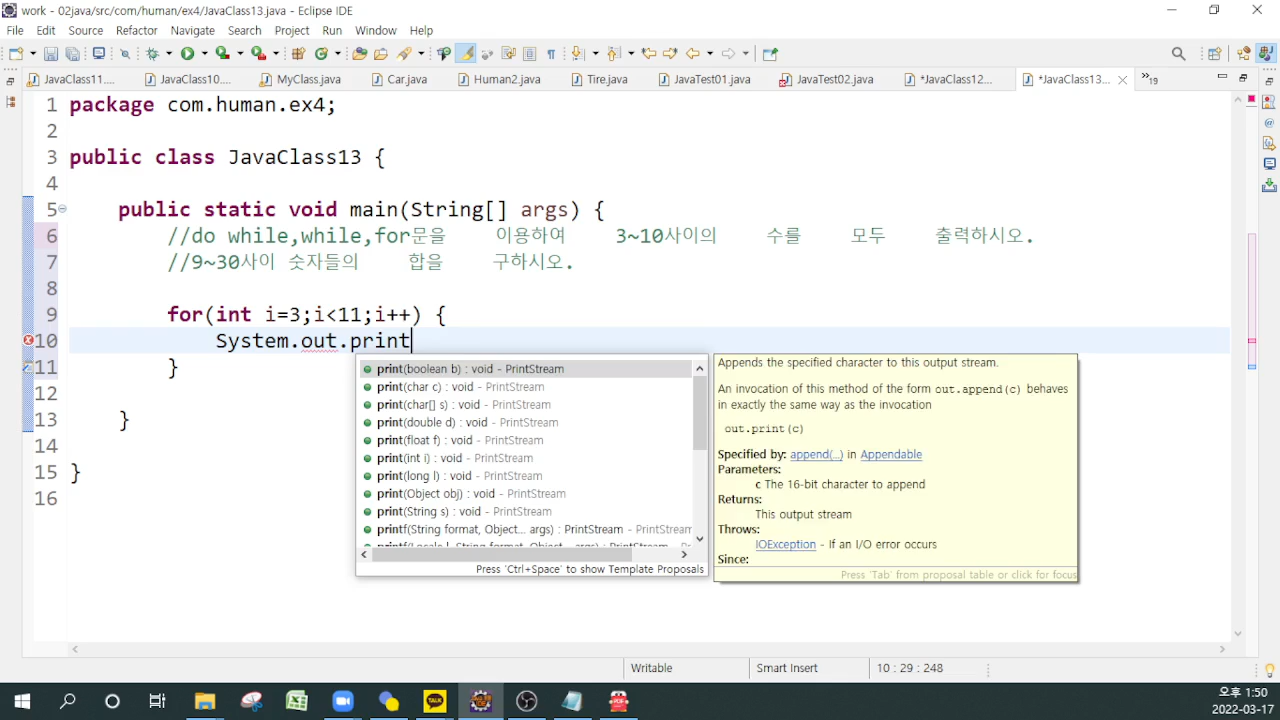 work - 02java/src/com/human/ex4/JavaClass13.java - Eclipse IDE
File Edit Source Refactor Navigate Search Project Run Window Help
JavaClass11.... JavaClass10.... MyClass.java Car.java Human2.java Tire.java JavaTest01.java JavaTest02.java *JavaClass12... *JavaClass13... »19
1 package com.human.ex4;
2
3 public class JavaClass13 {
4
5 public static void main(String[] args) {
6 //do while,while,for문을 이용하여 3~10사이의 수를 모두 출력하시오.
7 //9~30사이 숫자들의 합을 구하시오.
8
9 for(int i=3;i<11;i++) {
10 System.out.print
11 }
12
13 }
14
15 }
16
print(boolean b) : void - PrintStream
print(char c) : void - PrintStream
print(char[] s) : void - PrintStream
print(double d) : void - PrintStream
print(float f) : void - PrintStream
print(int i) : void - PrintStream
print(long l) : void - PrintStream
print(Object obj) : void - PrintStream
print(String s) : void - PrintStream
printf(String format, Object... args) : PrintStream - PrintStream
printf(Locale l, String format, Object... args) : PrintStream - Pr
Press 'Ctrl+Space' to show Template Proposals
Appends the specified character to this output stream.
An invocation of this method of the form out.append(c) behaves
in exactly the same way as the invocation
out.print(c)
Specified by: append(...) in Appendable
Parameters:
c The 16-bit character to append
Returns:
This output stream
Throws:
IOException - If an I/O error occurs
Since:
Press 'Tab' from proposal table or click for focus
Writable Smart Insert 10 : 29 : 248
TALK
PDF
오후 1:50
2022-03-17